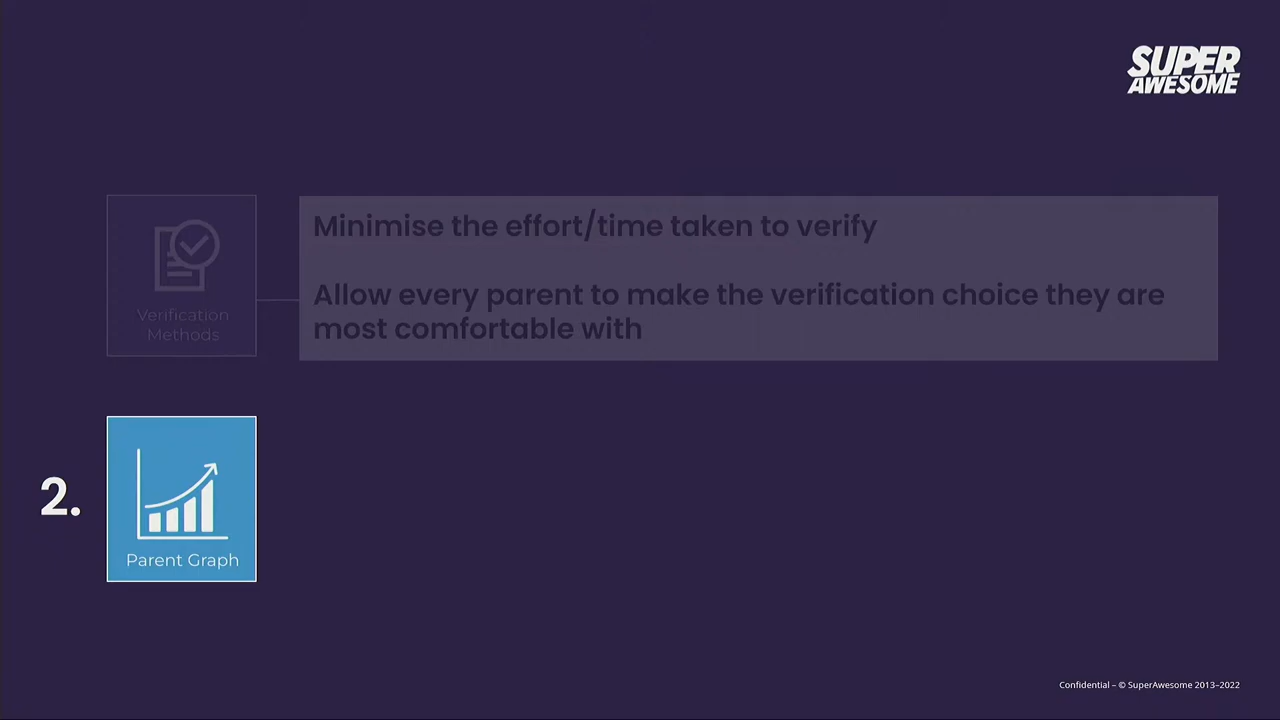 SUPER
AWESOME
Verification
Methods
Minimise the effort/time taken to verify
Allow every parent to make the verification choice they are
most comfortable with
2.
Parent Graph
Confidential – © SuperAwesome 2013–2022